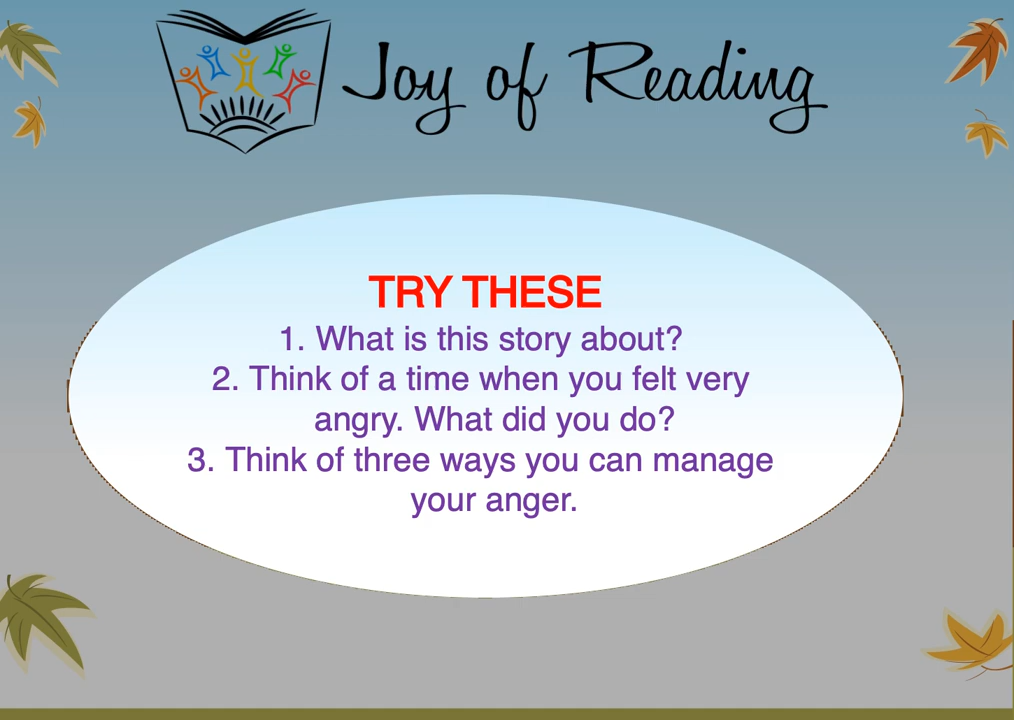 Joy of Reading
TRY THESE
1. What is this story about?
2. Think of a time when you felt very
angry. What did you do?
3. Think of three ways you can manage
your anger.